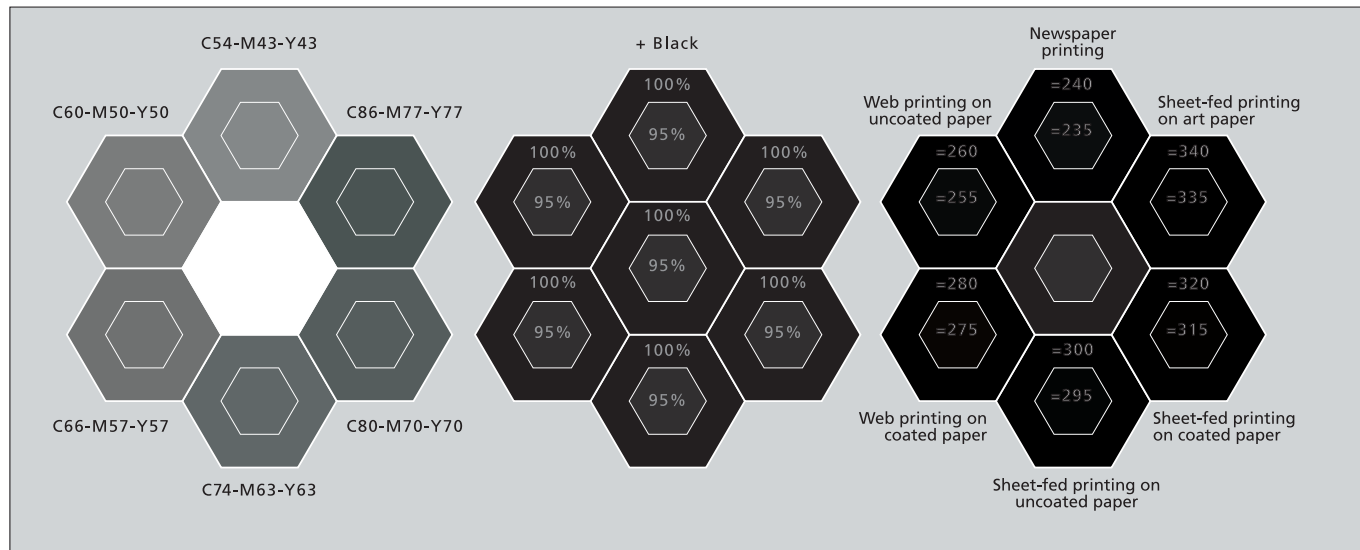 C54-M43-Y43
C60-M50-Y50
C86-M77-Y77
C66-M57-Y57
C80-M70-Y70
C74-M63-Y63
+ Black
100%
95%
100%
95%
100%
95%
100%
95%
100%
95%
100%
95%
100%
95%
Newspaper
printing
=240
=235
Web printing on
uncoated paper
=260
=255
Sheet-fed printing
on art paper
=340
=335
=280
=275
Web printing on
coated paper
=320
=315
Sheet-fed printing
on coated paper
=300
=295
Sheet-fed printing on
uncoated paper